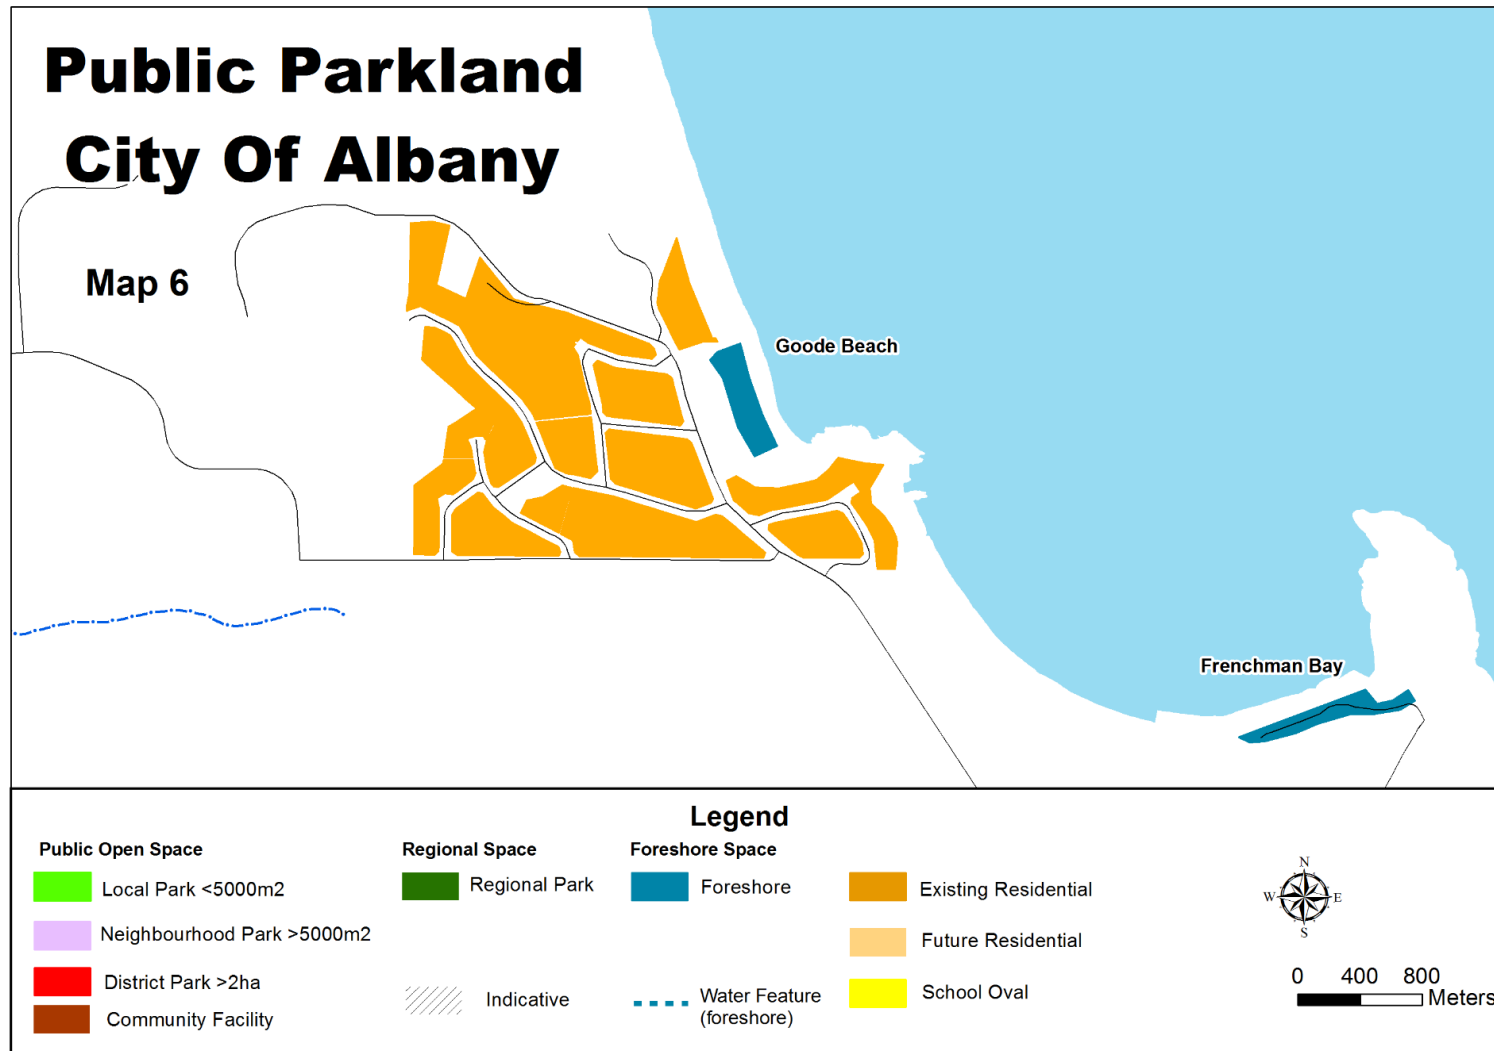 Public Parkland
City Of Albany
Map 6
Goode Beach
Frenchman Bay
Legend
Public Open Space
Local Park <5000m2
Neighbourhood Park >5000m2
District Park >2ha
Community Facility
Regional Space
Regional Park
Indicative
Foreshore Space
Foreshore
Water Feature
(foreshore)
Existing Residential
Future Residential
School Oval
N
W
E
S
0 400 800
Meters